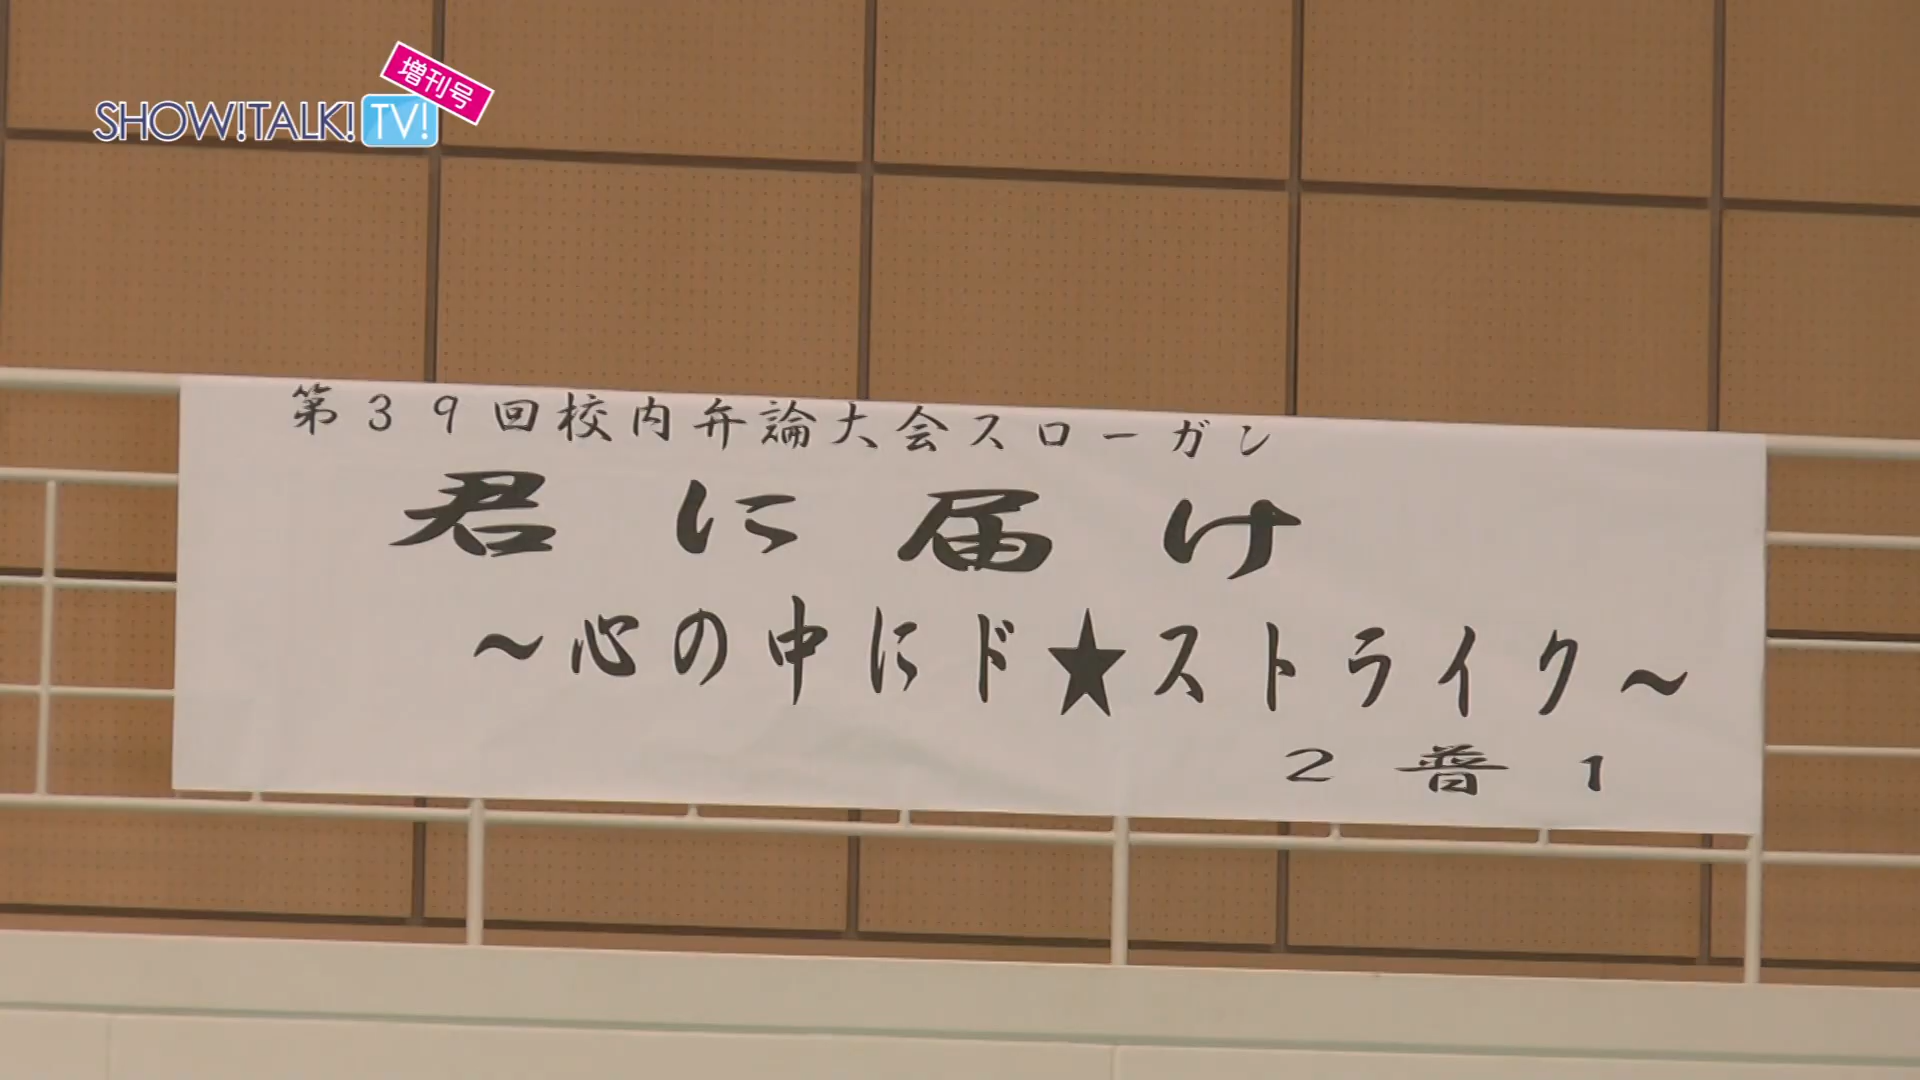 増刊号
SHOW!TALK!TV!
第39回校内弁論大会スローガン
君に届け
～心の中にド★ストライク～
2普1